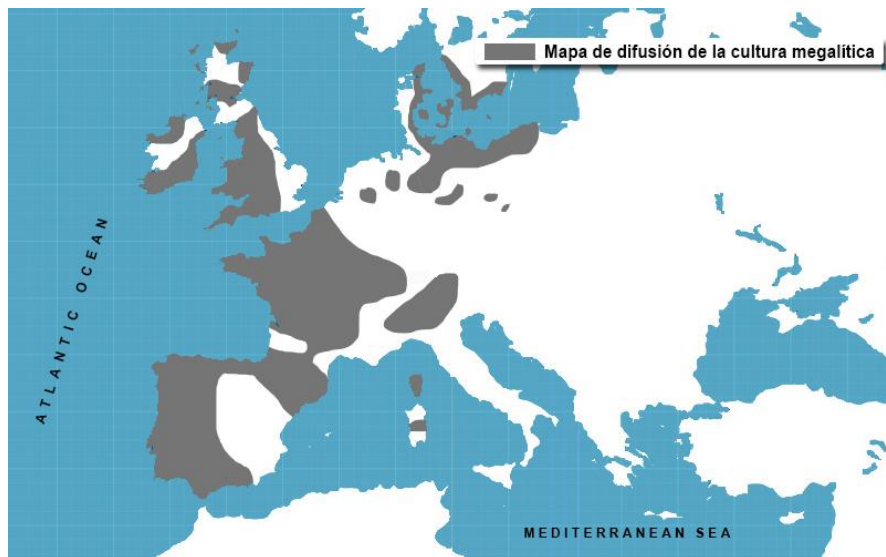 Mapa de difusión de la cultura megalítica
ATLANTIC OCEAN
MEDITERRANEAN SEA